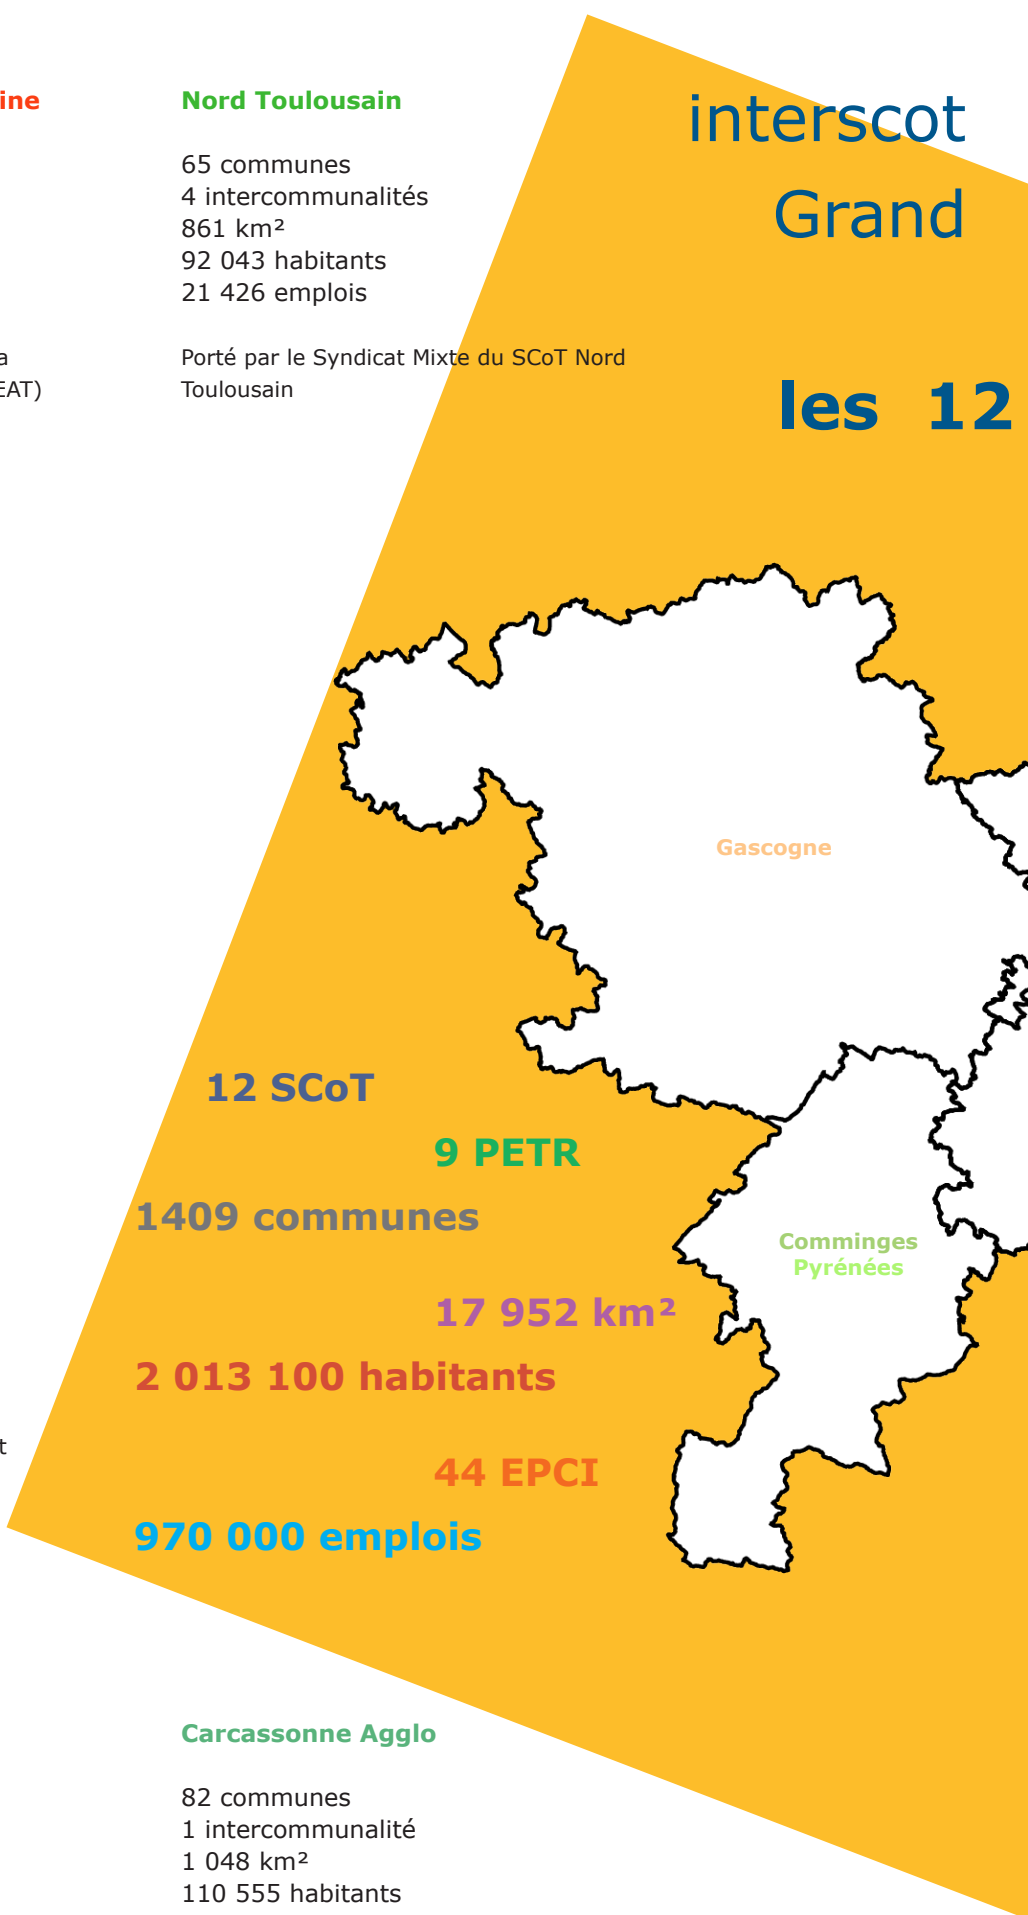 ine
a
EAT)
t
Nord Toulousain
65 communes
4 intercommunalités
861 km²
92 043 habitants
21 426 emplois
Porté par le Syndicat Mixte du SCoT Nord
Toulousain
interscot
Grand
les 12
Gascogne
Comminges
Pyrénées
12 SCoT
9 PETR
1409 communes
17 952 km²
2 013 100 habitants
44 EPCI
970 000 emplois
Carcassonne Agglo
82 communes
1 intercommunalité
1 048 km²
110 555 habitants